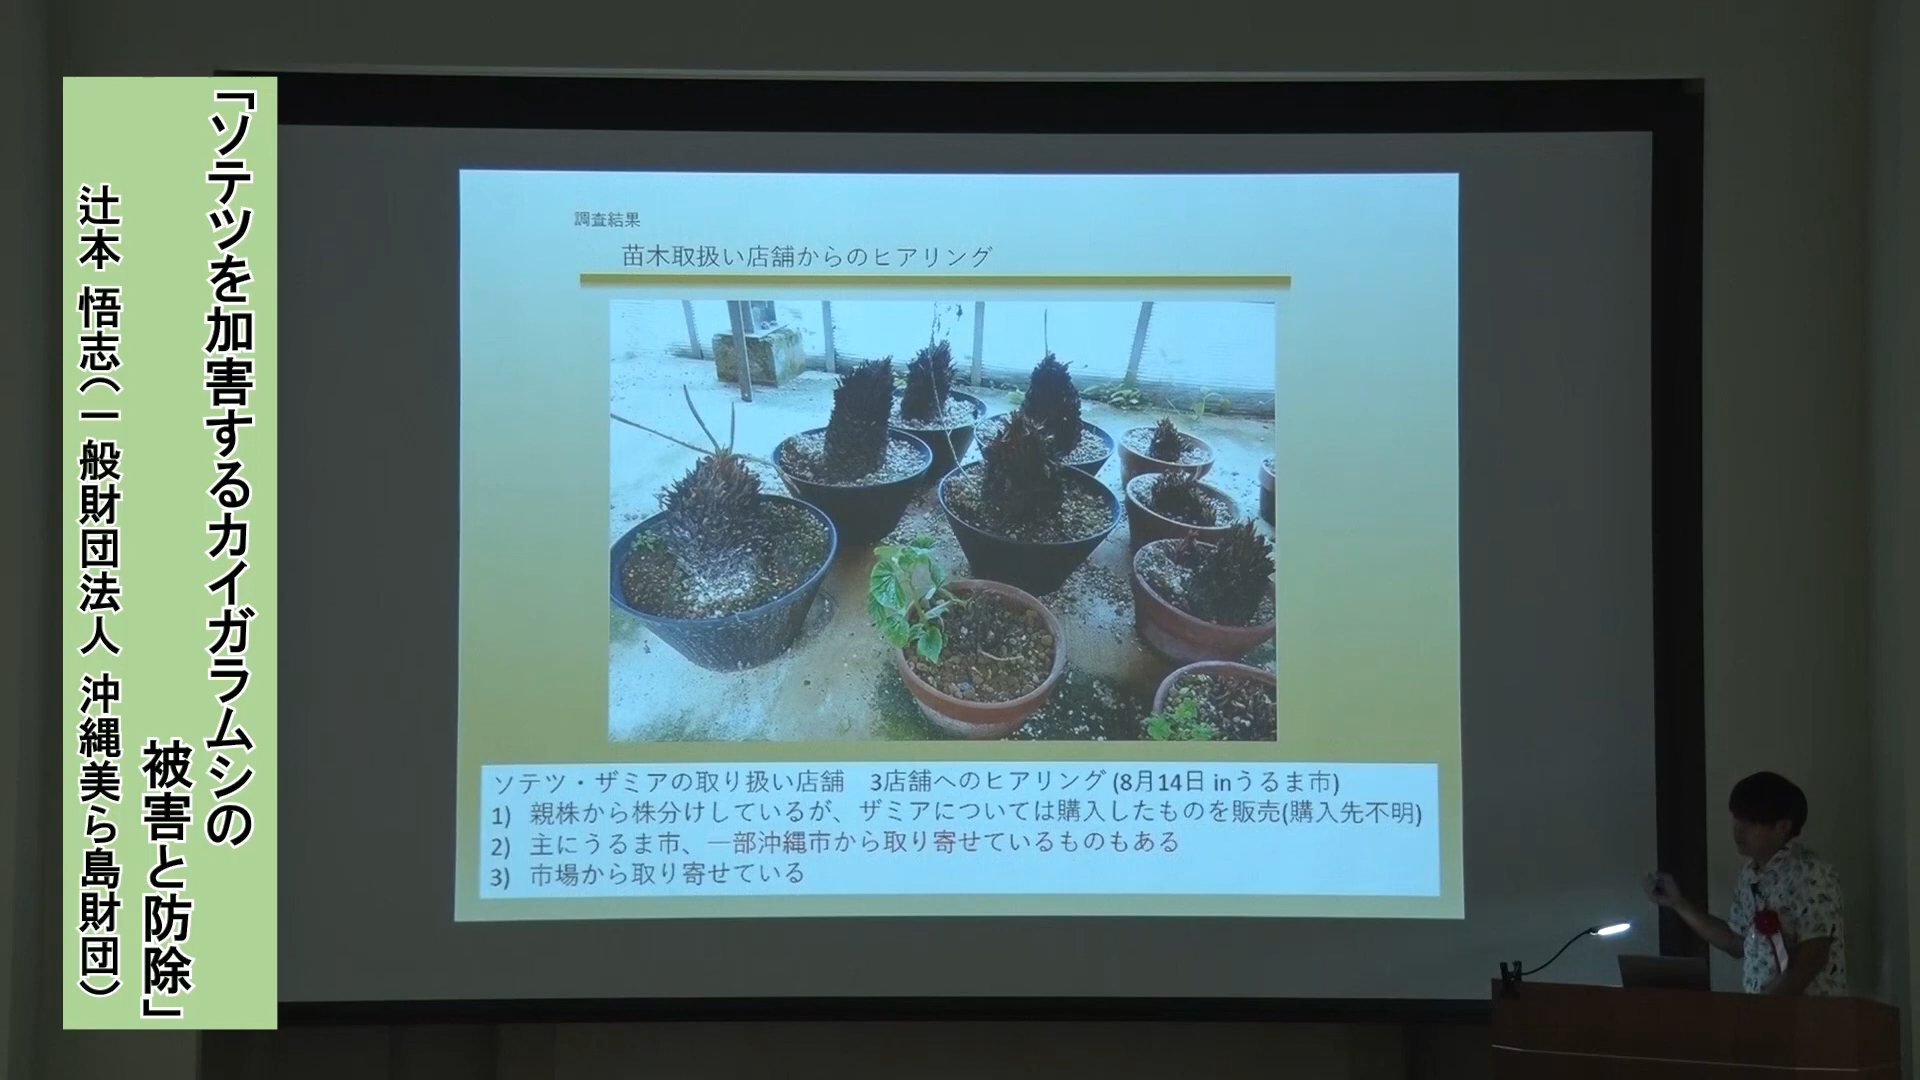 「ソテツを加害するカイガラムシの
被害と防除」
辻本 悟志（一般財団法人 沖縄美ら島財団）
調査結果
苗木取扱い店舗からのヒアリング
ソテツ・ザミアの取り扱い店舗　3店舗へのヒアリング (8月14日 inうるま市)
1) 親株から株分けしているが、ザミアについては購入したものを販売(購入先不明)
2) 主にうるま市、一部沖縄市から取り寄せているものもある
3) 市場から取り寄せている